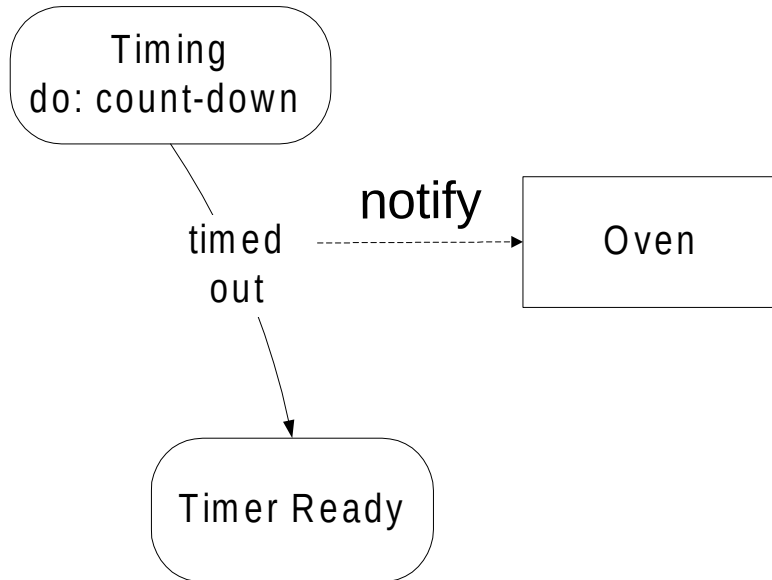 Timing
do: count-down
notify
timed
out
Oven
Timer Ready